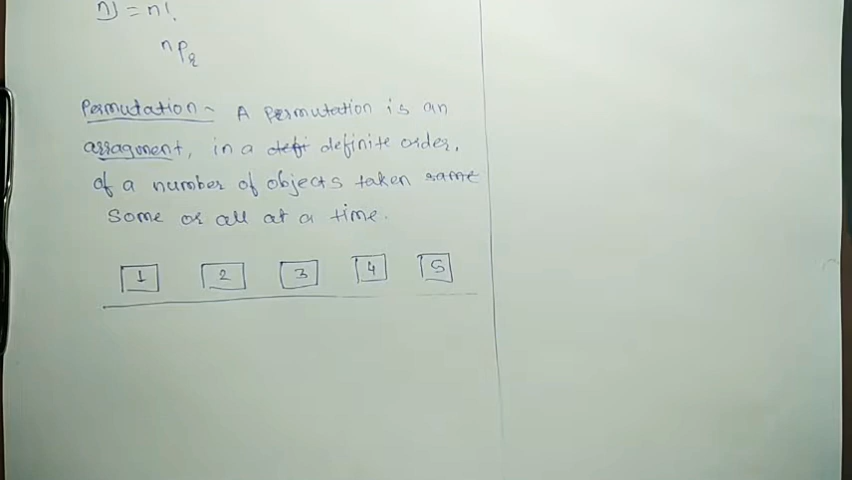 n! = n!
nPr
Permutation - A Permutation is an
arragment, in a defi definite order,
of a number of objects taken same
some or all at a time.
1 2 3 4 5